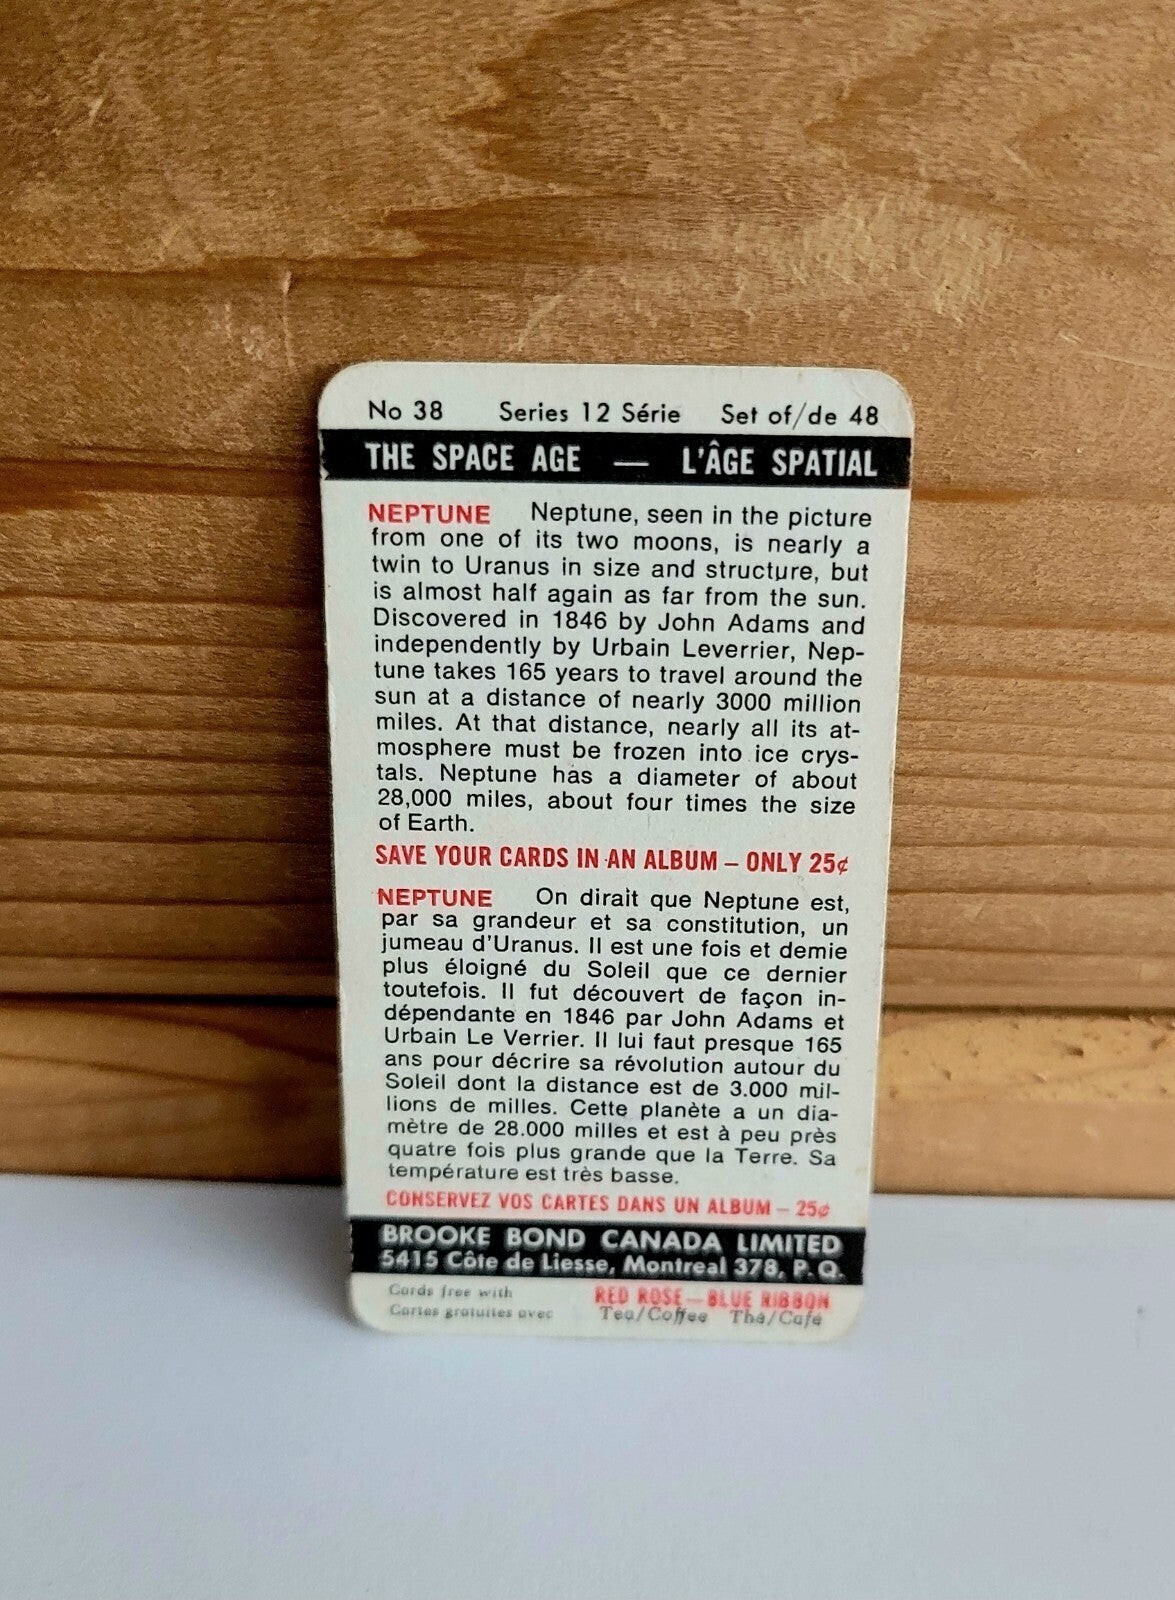 No 38 Series 12 Série Set of/de 48
THE SPACE AGE — L'ÂGE SPATIAL
NEPTUNE Neptune, seen in the picture
from one of its two moons, is nearly a
twin to Uranus in size and structure, but
is almost half again as far from the sun.
Discovered in 1846 by John Adams and
independently by Urbain Leverrier, Nep-
tune takes 165 years to travel around the
sun at a distance of nearly 3000 million
miles. At that distance, nearly all its at-
mosphere must be frozen into ice crys-
tals. Neptune has a diameter of about
28,000 miles, about four times the size
of Earth.
SAVE YOUR CARDS IN AN ALBUM – ONLY 25¢
NEPTUNE On dirait que Neptune est,
par sa grandeur et sa constitution, un
jumeau d'Uranus. Il est une fois et demie
plus éloigné du Soleil que ce dernier
toutefois. Il fut découvert de façon in-
dépendante en 1846 par John Adams et
Urbain Le Verrier. Il lui faut presque 165
ans pour décrire sa révolution autour du
Soleil dont la distance est de 3.000 mil-
lions de milles. Cette planète a un dia-
mètre de 28.000 milles et est à peu près
quatre fois plus grande que la Terre. Sa
température est très basse.
CONSERVEZ VOS CARTES DANS UN ALBUM – 25¢
BROOKE BOND CANADA LIMITED
5415 Côte de Liesse, Montreal 378, P.Q.
Cards free with RED ROSE — BLUE RIBBON
Cartes gratuites avec Tea/Coffee Thé/Café